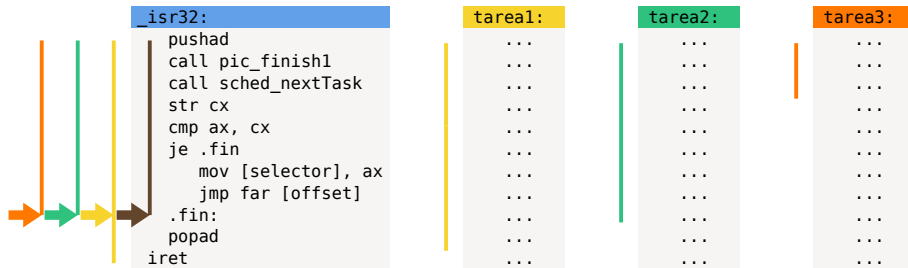 _isr32:
pushad
call pic_finish1
call sched_nextTask
str cx
cmp ax, cx
je .fin
mov [selector], ax
jmp far [offset]
.fin:
popad
iret
tarea1:
...
...
...
...
...
...
...
...
...
...
...
tarea2:
...
...
...
...
...
...
...
...
...
...
...
tarea3:
...
...
...
...
...
...
...
...
...
...
...